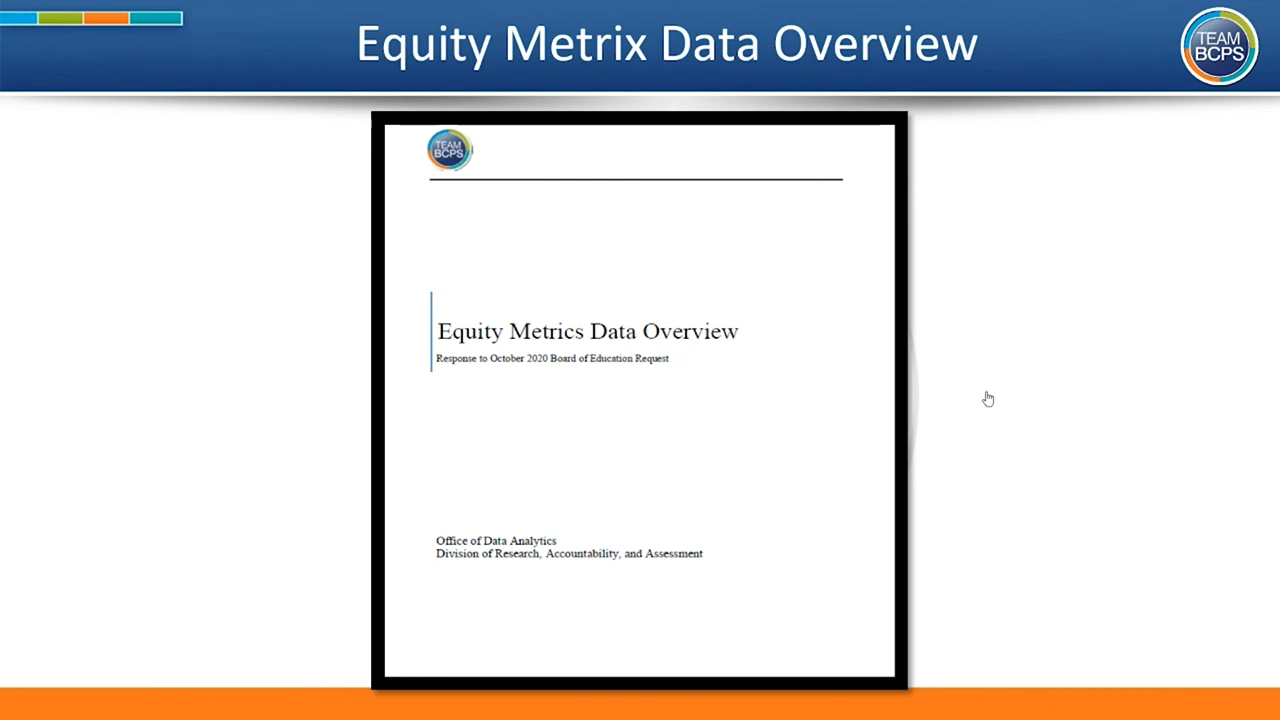 Equity Metrix Data Overview
TEAM
BCPS
TEAM
BCPS
Equity Metrics Data Overview
Response to October 2020 Board of Education Request
Office of Data Analytics
Division of Research, Accountability, and Assessment